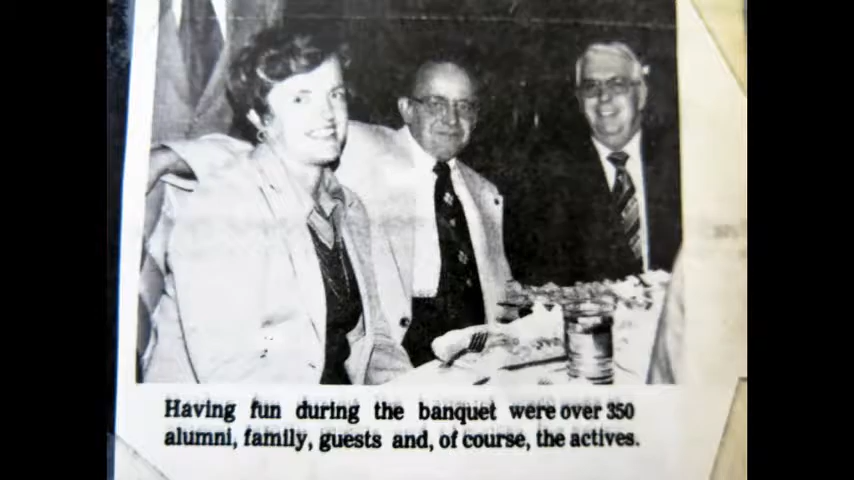 Having fun during the banquet were over 350
alumni, family, guests and, of course, the actives.